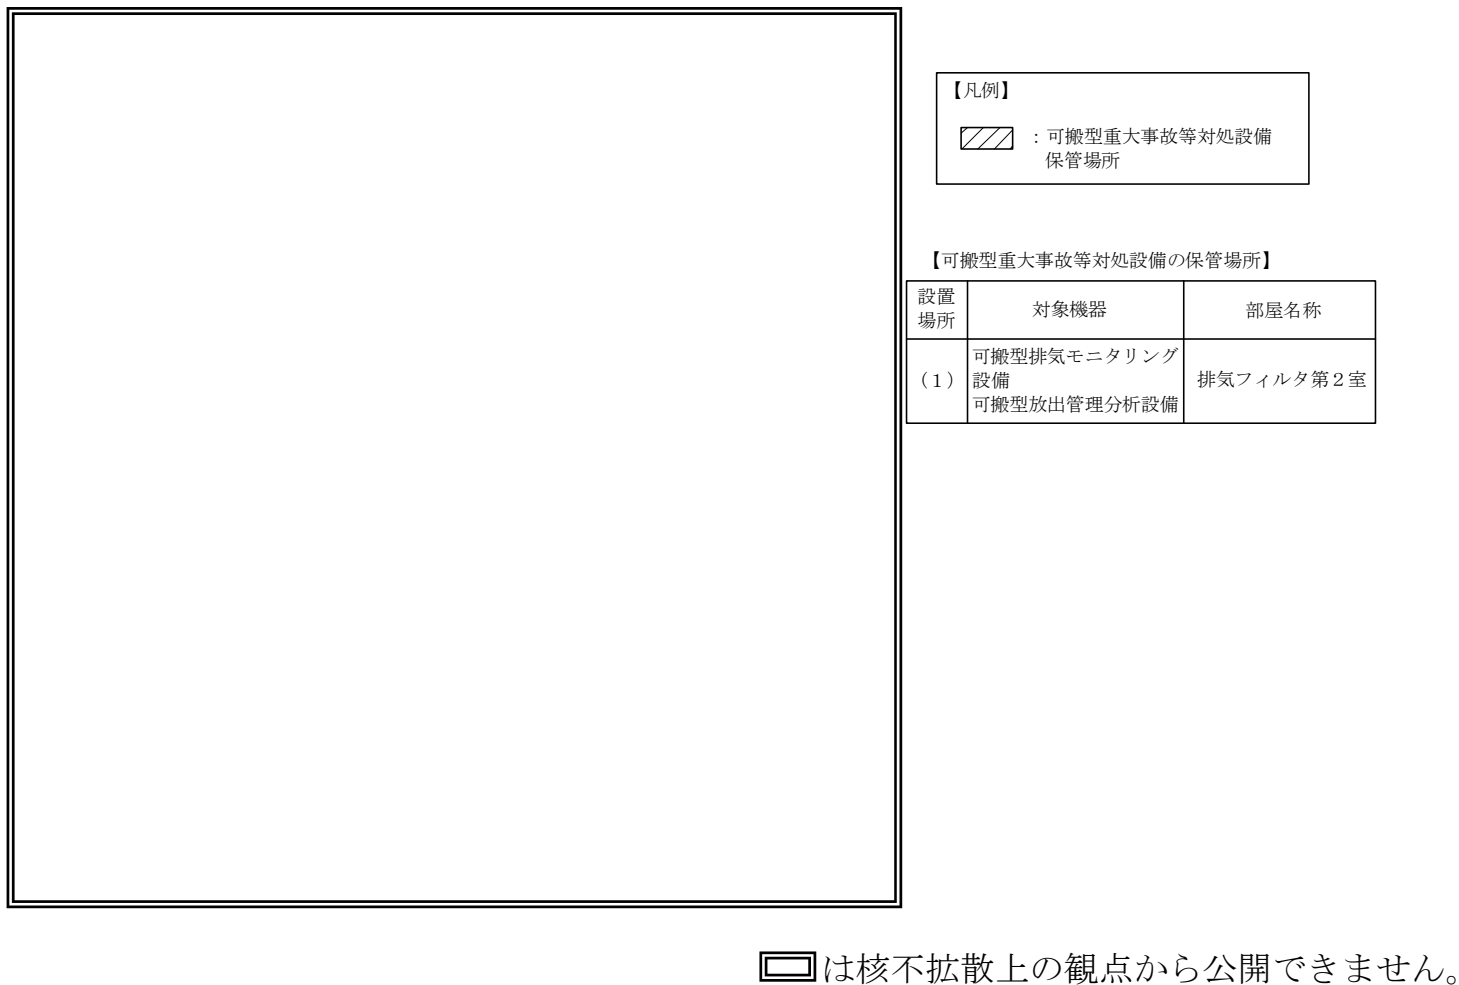 【凡例】
：可搬型重大事故等対処設備
保管場所
【可搬型重大事故等対処設備の保管場所】
設置
場所
対象機器
部屋名称
（１）
可搬型排気モニタリング
設備
可搬型放出管理分析設備
排気フィルタ第２室
は核不拡散上の観点から公開できません。